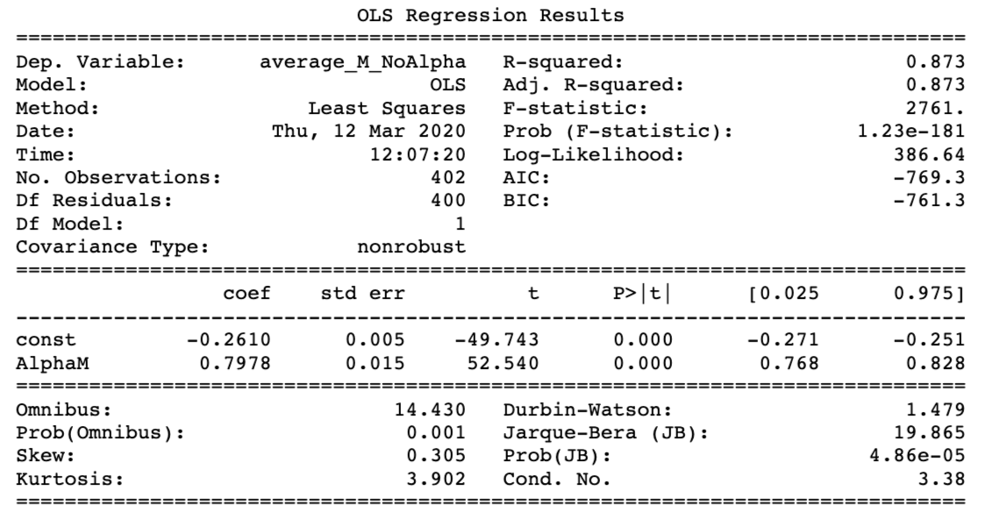 OLS Regression Results
==============================================================================
Dep. Variable: average_M_NoAlpha R-squared: 0.873
Model: OLS Adj. R-squared: 0.873
Method: Least Squares F-statistic: 2761.
Date: Thu, 12 Mar 2020 Prob (F-statistic): 1.23e-181
Time: 12:07:20 Log-Likelihood: 386.64
No. Observations: 402 AIC: -769.3
Df Residuals: 400 BIC: -761.3
Df Model: 1
Covariance Type: nonrobust
==============================================================================
coef std err t P>|t| [0.025 0.975]
------------------------------------------------------------------------------
const -0.2610 0.005 -49.743 0.000 -0.271 -0.251
AlphaM 0.7978 0.015 52.540 0.000 0.768 0.828
==============================================================================
Omnibus: 14.430 Durbin-Watson: 1.479
Prob(Omnibus): 0.001 Jarque-Bera (JB): 19.865
Skew: 0.305 Prob(JB): 4.86e-05
Kurtosis: 3.902 Cond. No. 3.38
==============================================================================